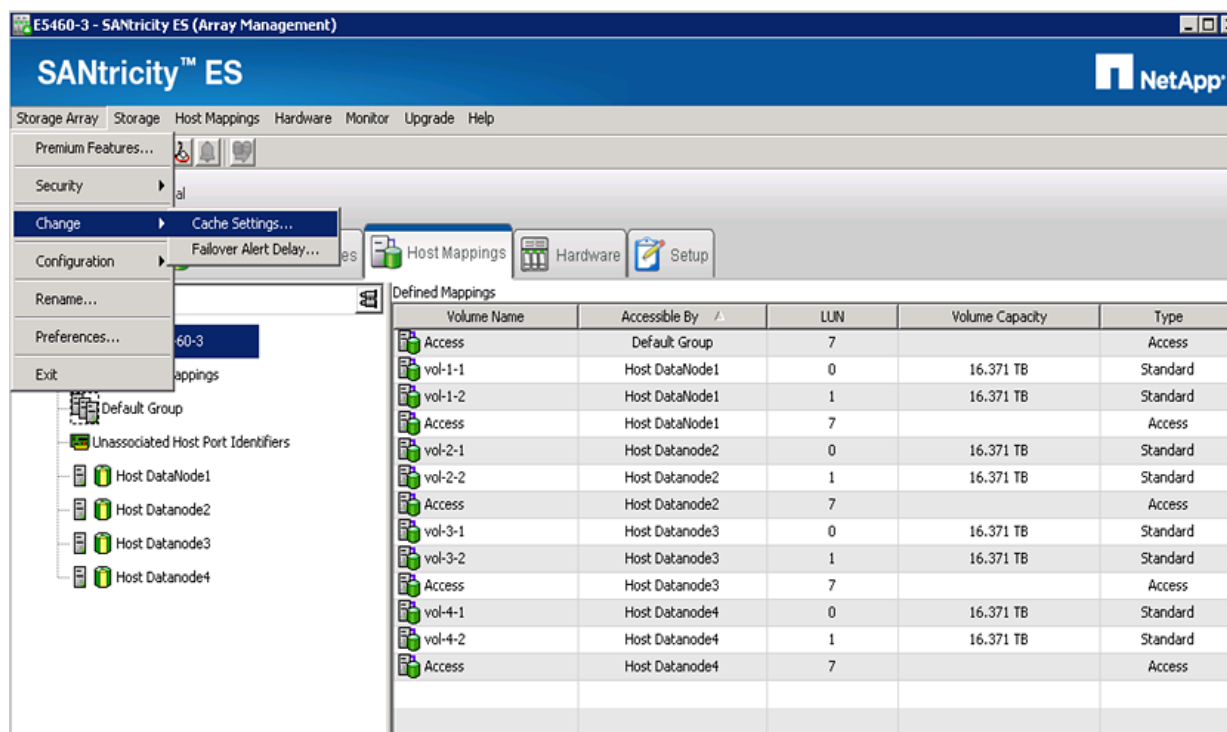 E5460-3 - SANtricity ES (Array Management)
SANtricity™ ES
NetApp
Storage Array Storage Host Mappings Hardware Monitor Upgrade Help
Premium Features...
Security
al
Change
Cache Settings...
Failover Alert Delay...
es
Host Mappings
Hardware
Setup
Configuration
Rename...
Preferences...
Exit
60-3
appings
Default Group
Unassociated Host Port Identifiers
Host DataNode1
Host Datanode2
Host Datanode3
Host Datanode4
Defined Mappings
Volume Name Accessible By LUN Volume Capacity Type
Access Default Group 7 Access
vol-1-1 Host DataNode1 0 16.371 TB Standard
vol-1-2 Host DataNode1 1 16.371 TB Standard
Access Host DataNode1 7 Access
vol-2-1 Host Datanode2 0 16.371 TB Standard
vol-2-2 Host Datanode2 1 16.371 TB Standard
Access Host Datanode2 7 Access
vol-3-1 Host Datanode3 0 16.371 TB Standard
vol-3-2 Host Datanode3 1 16.371 TB Standard
Access Host Datanode3 7 Access
vol-4-1 Host Datanode4 0 16.371 TB Standard
vol-4-2 Host Datanode4 1 16.371 TB Standard
Access Host Datanode4 7 Access